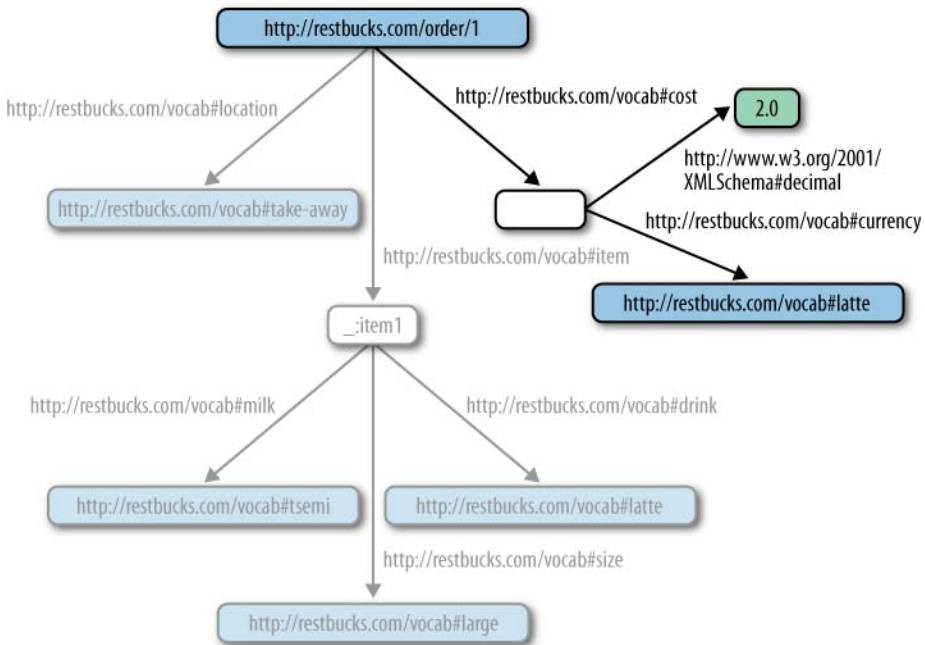 http://restbucks.com/order/1
http://restbucks.com/vocab#location
http://restbucks.com/vocab#cost
2.0
http://www.w3.org/2001/
XMLSchema#decimal
http://restbucks.com/vocab#take-away
http://restbucks.com/vocab#currency
http://restbucks.com/vocab#item
http://restbucks.com/vocab#latte
_:item1
http://restbucks.com/vocab#milk
http://restbucks.com/vocab#drink
http://restbucks.com/vocab#tsemi
http://restbucks.com/vocab#latte
http://restbucks.com/vocab#size
http://restbucks.com/vocab#large